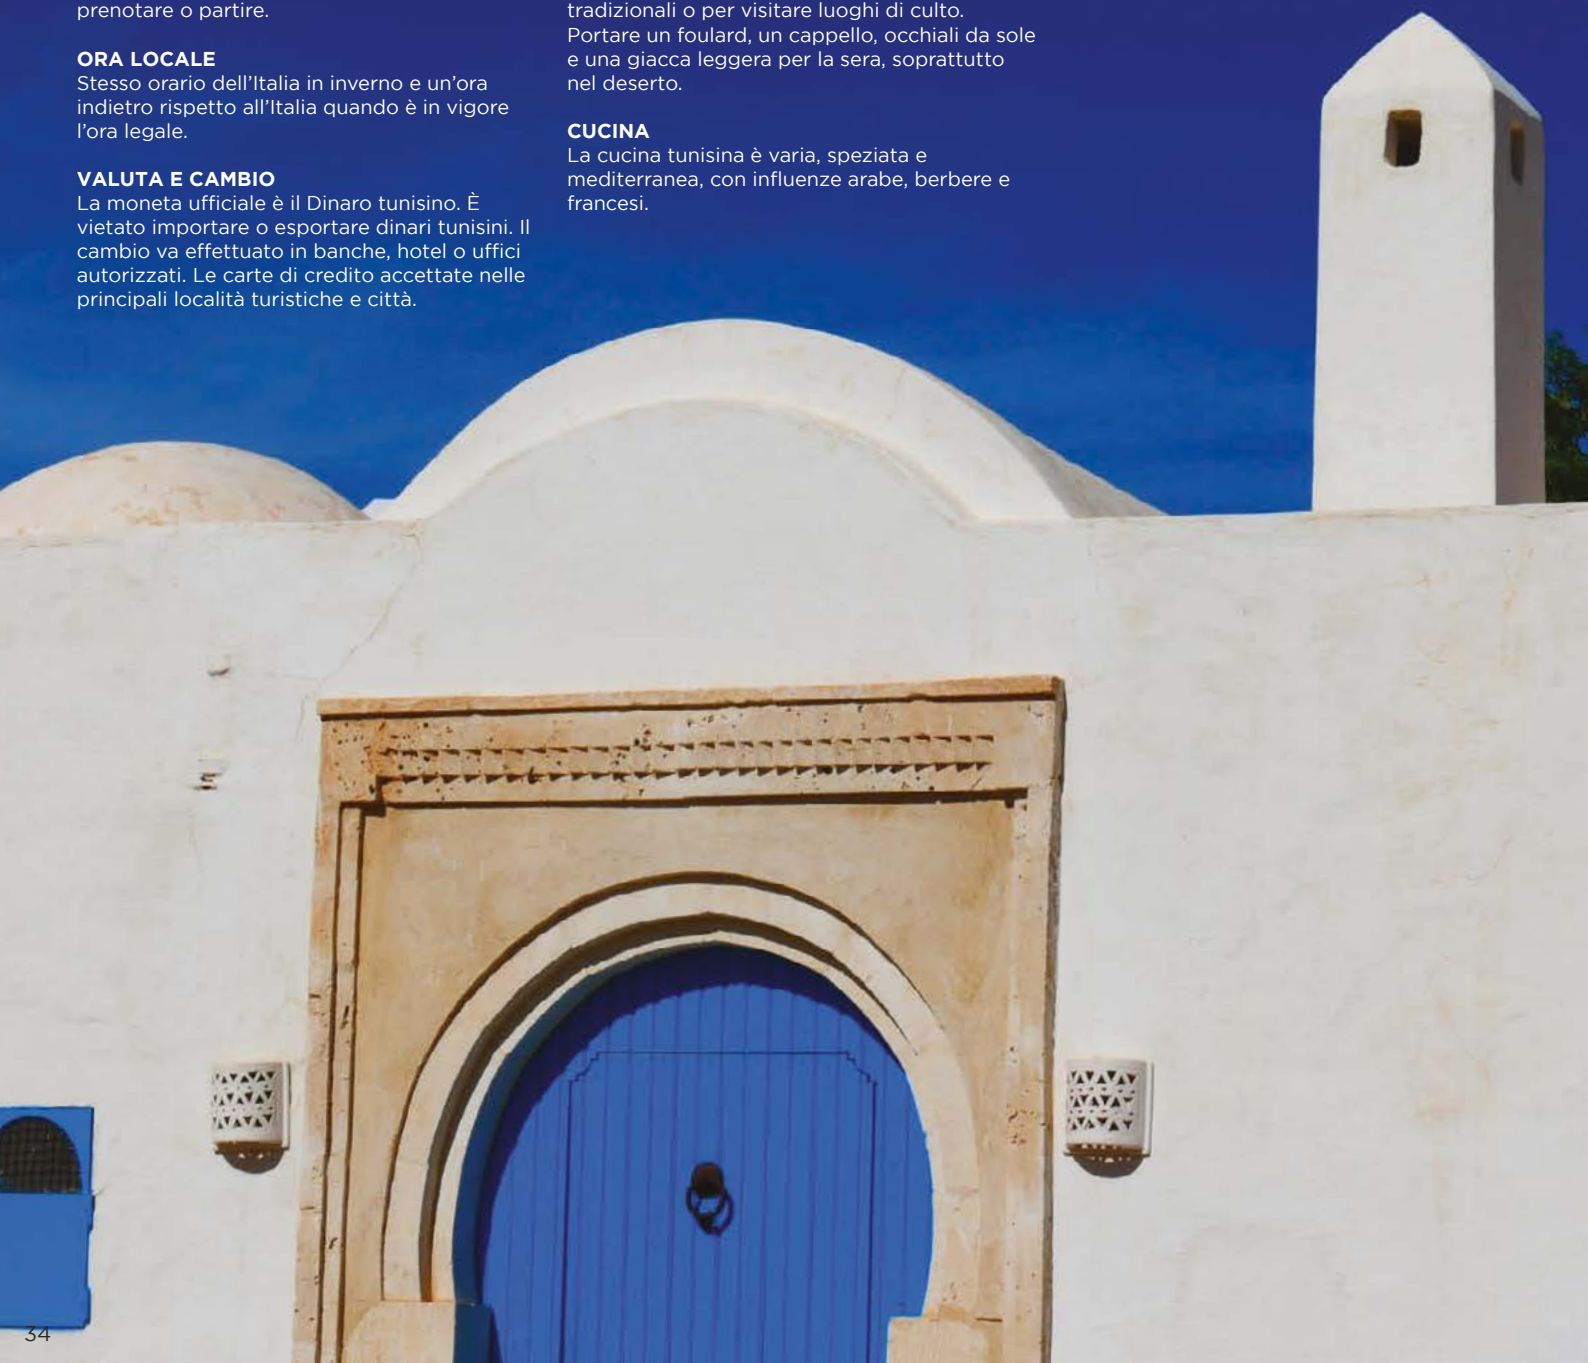 prenotare o partire.
ORA LOCALE
Stesso orario dell'Italia in inverno e un'ora
indietro rispetto all'Italia quando è in vigore
l'ora legale.
VALUTA E CAMBIO
La moneta ufficiale è il Dinaro tunisino. È
vietato importare o esportare dinari tunisini. Il
cambio va effettuato in banche, hotel o uffici
autorizzati. Le carte di credito accettate nelle
principali località turistiche e città.
tradizionali o per visitare luoghi di culto.
Portare un foulard, un cappello, occhiali da sole
e una giacca leggera per la sera, soprattutto
nel deserto.
CUCINA
La cucina tunisina è varia, speziata e
mediterranea, con influenze arabe, berbere e
francesi.
34